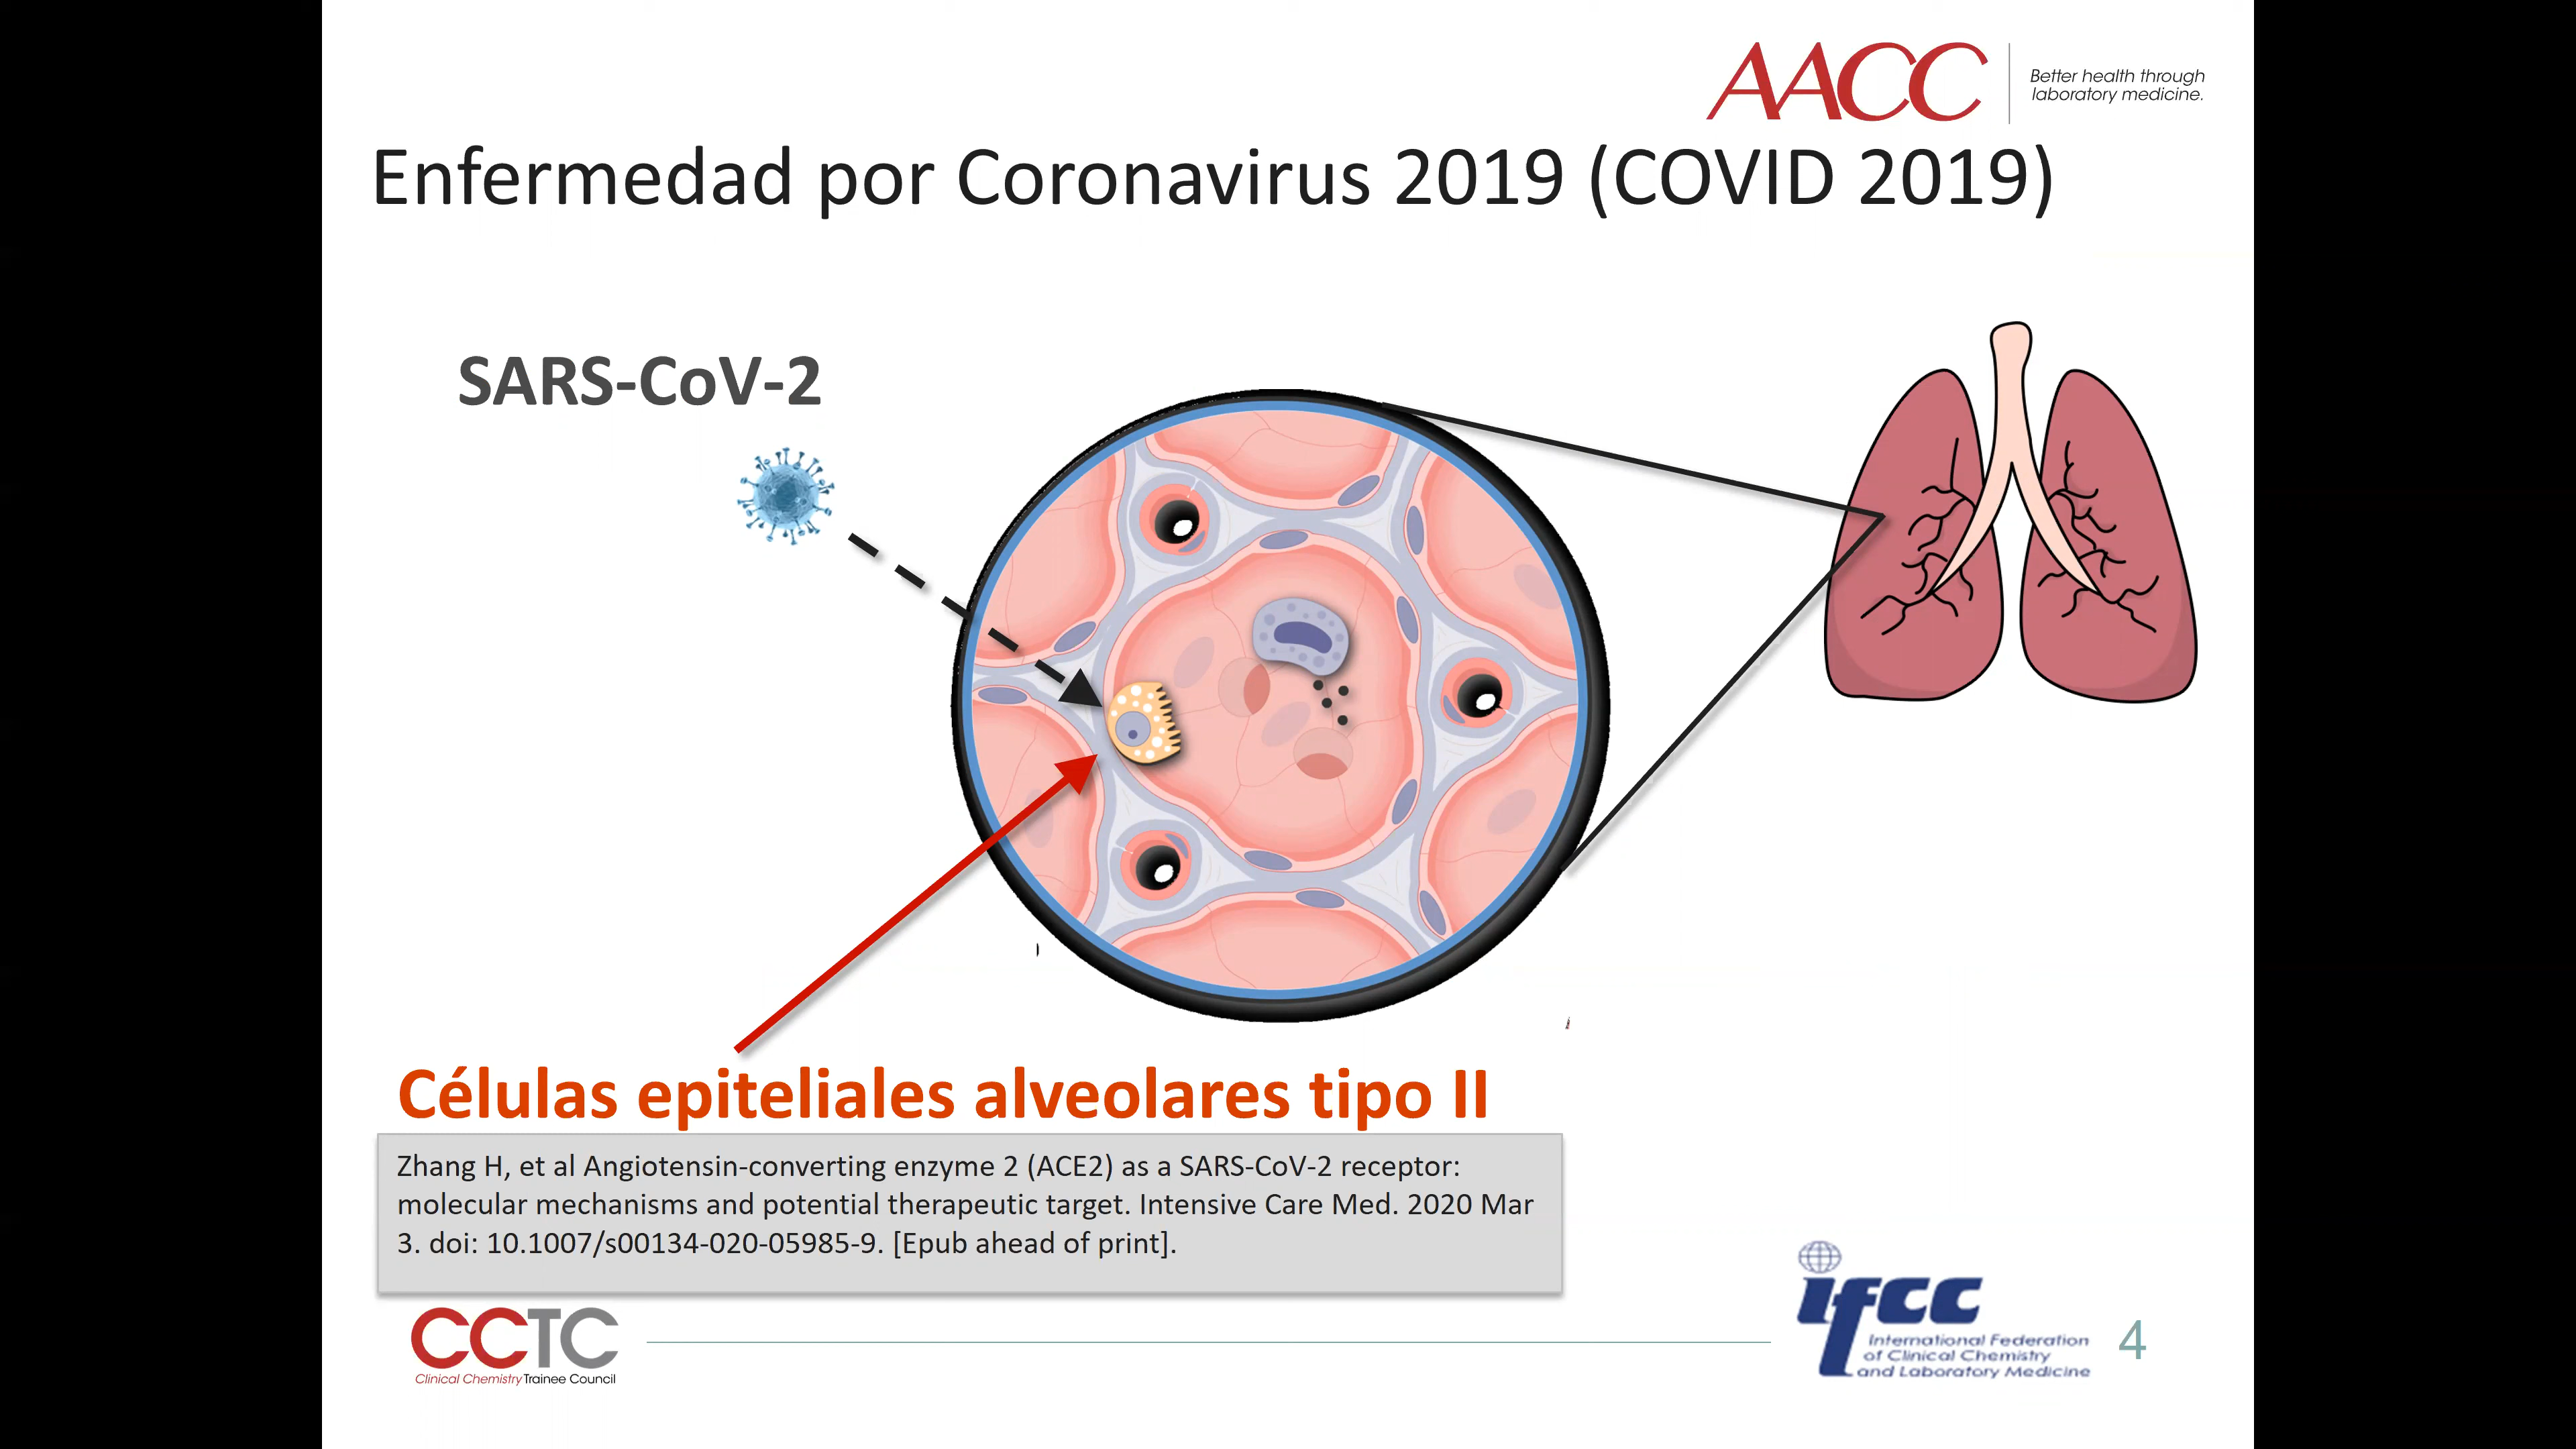 AACC
Better health through
laboratory medicine.
Enfermedad por Coronavirus 2019 (COVID 2019)
SARS-CoV-2
Células epiteliales alveolares tipo II
Zhang H, et al Angiotensin-converting enzyme 2 (ACE2) as a SARS-CoV-2 receptor:
molecular mechanisms and potential therapeutic target. Intensive Care Med. 2020 Mar
3. doi: 10.1007/s00134-020-05985-9. [Epub ahead of print].
CCTC
Clinical Chemistry Trainee Council
ifcc
International Federation
of Clinical Chemistry
and Laboratory Medicine
4